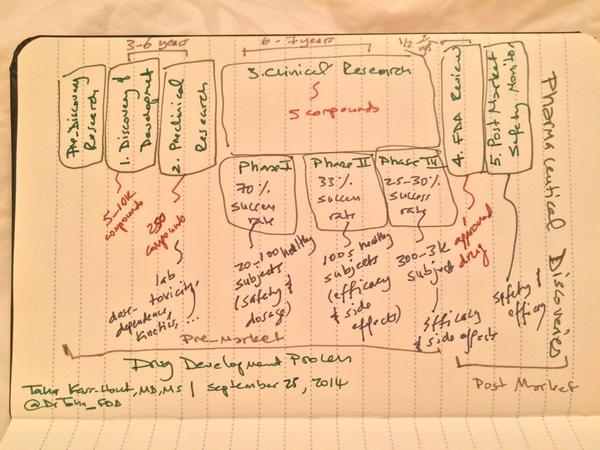 3-6 years
6-7 years
1/2
Pre-Discovery
Research
1. Discovery &
Development
2. Preclinical
Research
3. Clinical Research
5 compounds
4. FDA Review
5. Post Market
Safety Monitor
Pharmaceutical Discoveries
5-10K
compounds
250
compounds
lab
toxicity,
dose-
dependence,
kinetics, ...
Phase I
70%
success
rate
20-100 healthy
subjects
(safety &
dosage)
Phase II
33%
success
rate
100s healthy
subjects
(efficacy
& side
effects)
Phase III
25-30%
success
rate
300-3K
subjects
efficacy
& side effects
1 approved
drug
safety
efficacy
Pre-Market
Post Market
Drug Development Process
Taha Kass-Hout, MD, MS | September 28, 2014
@DrTaha_FDA